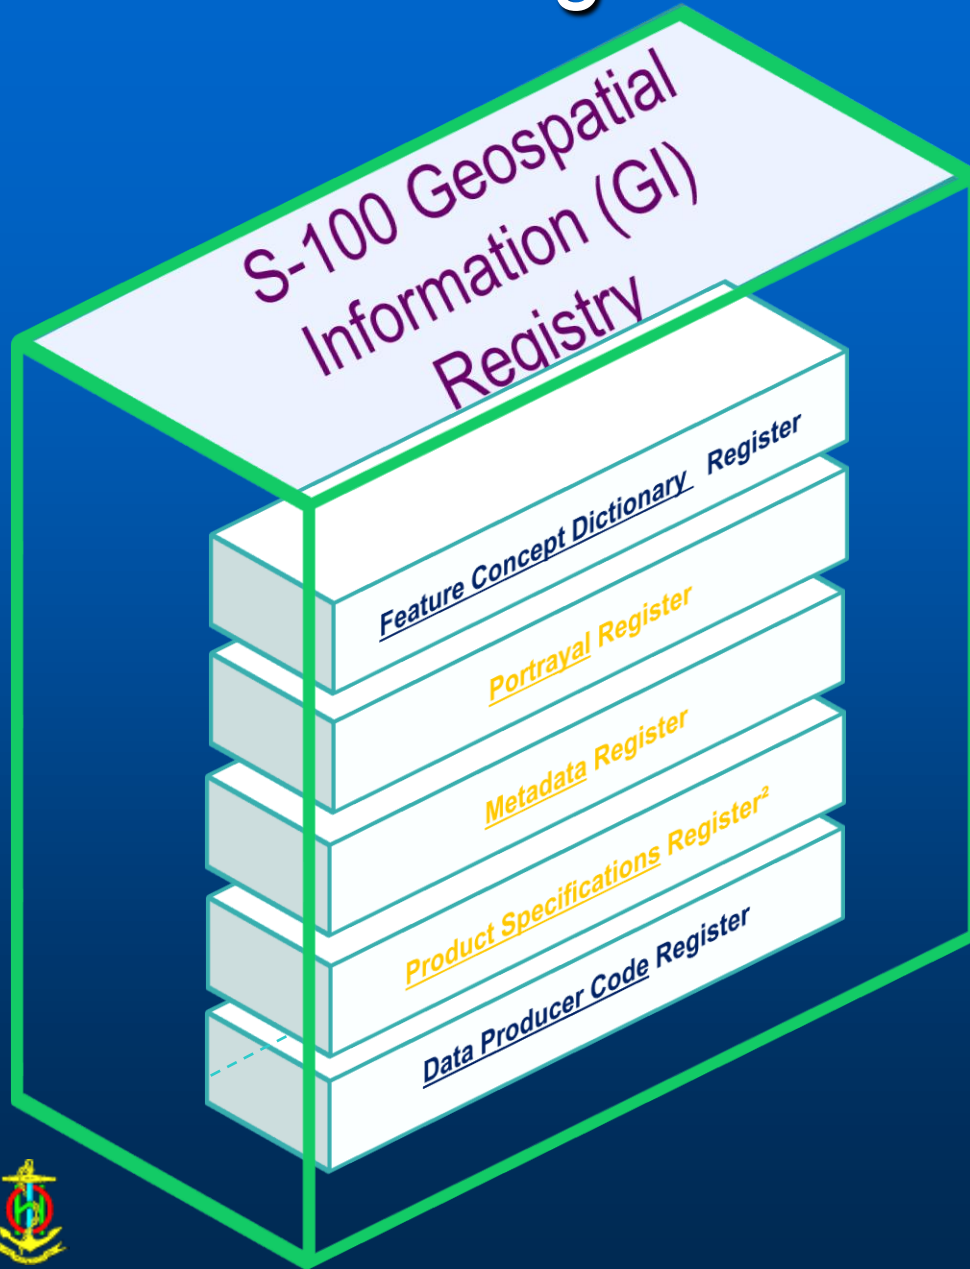 S-100 Geospatial
Information (GI)
Registry
Feature Concept Dictionary Register
Portrayal Register
Metadata Register
Product Specifications Register²
Data Producer Code Register